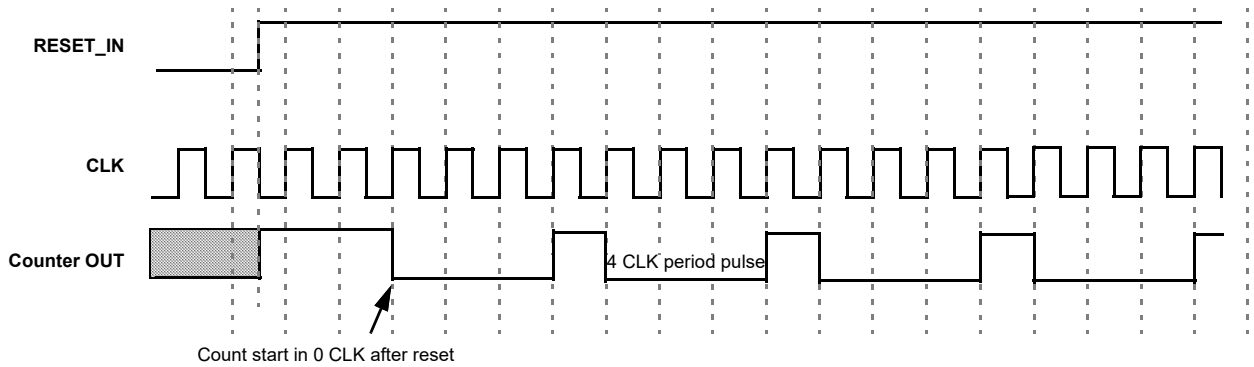 RESET_IN
CLK
Counter OUT
4 CLK period pulse
Count start in 0 CLK after reset